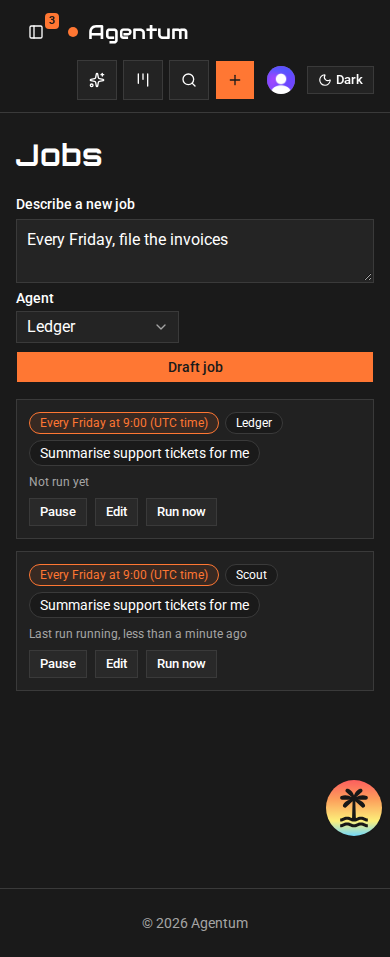 3
Agentum
Dark
Jobs
Describe a new job
Every Friday, file the invoices
Agent
Ledger
Draft job
Every Friday at 9:00 (UTC time) Ledger
Summarise support tickets for me
Not run yet
Pause Edit Run now
Every Friday at 9:00 (UTC time) Scout
Summarise support tickets for me
Last run running, less than a minute ago
Pause Edit Run now
© 2026 Agentum